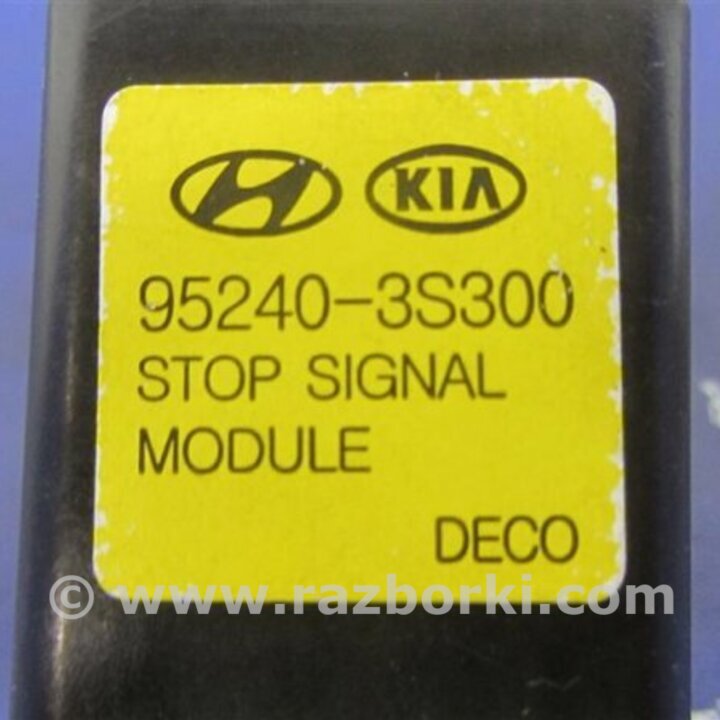 KIA
95240-3S300
STOP SIGNAL
MODULE
DECO
© www.razborki.com